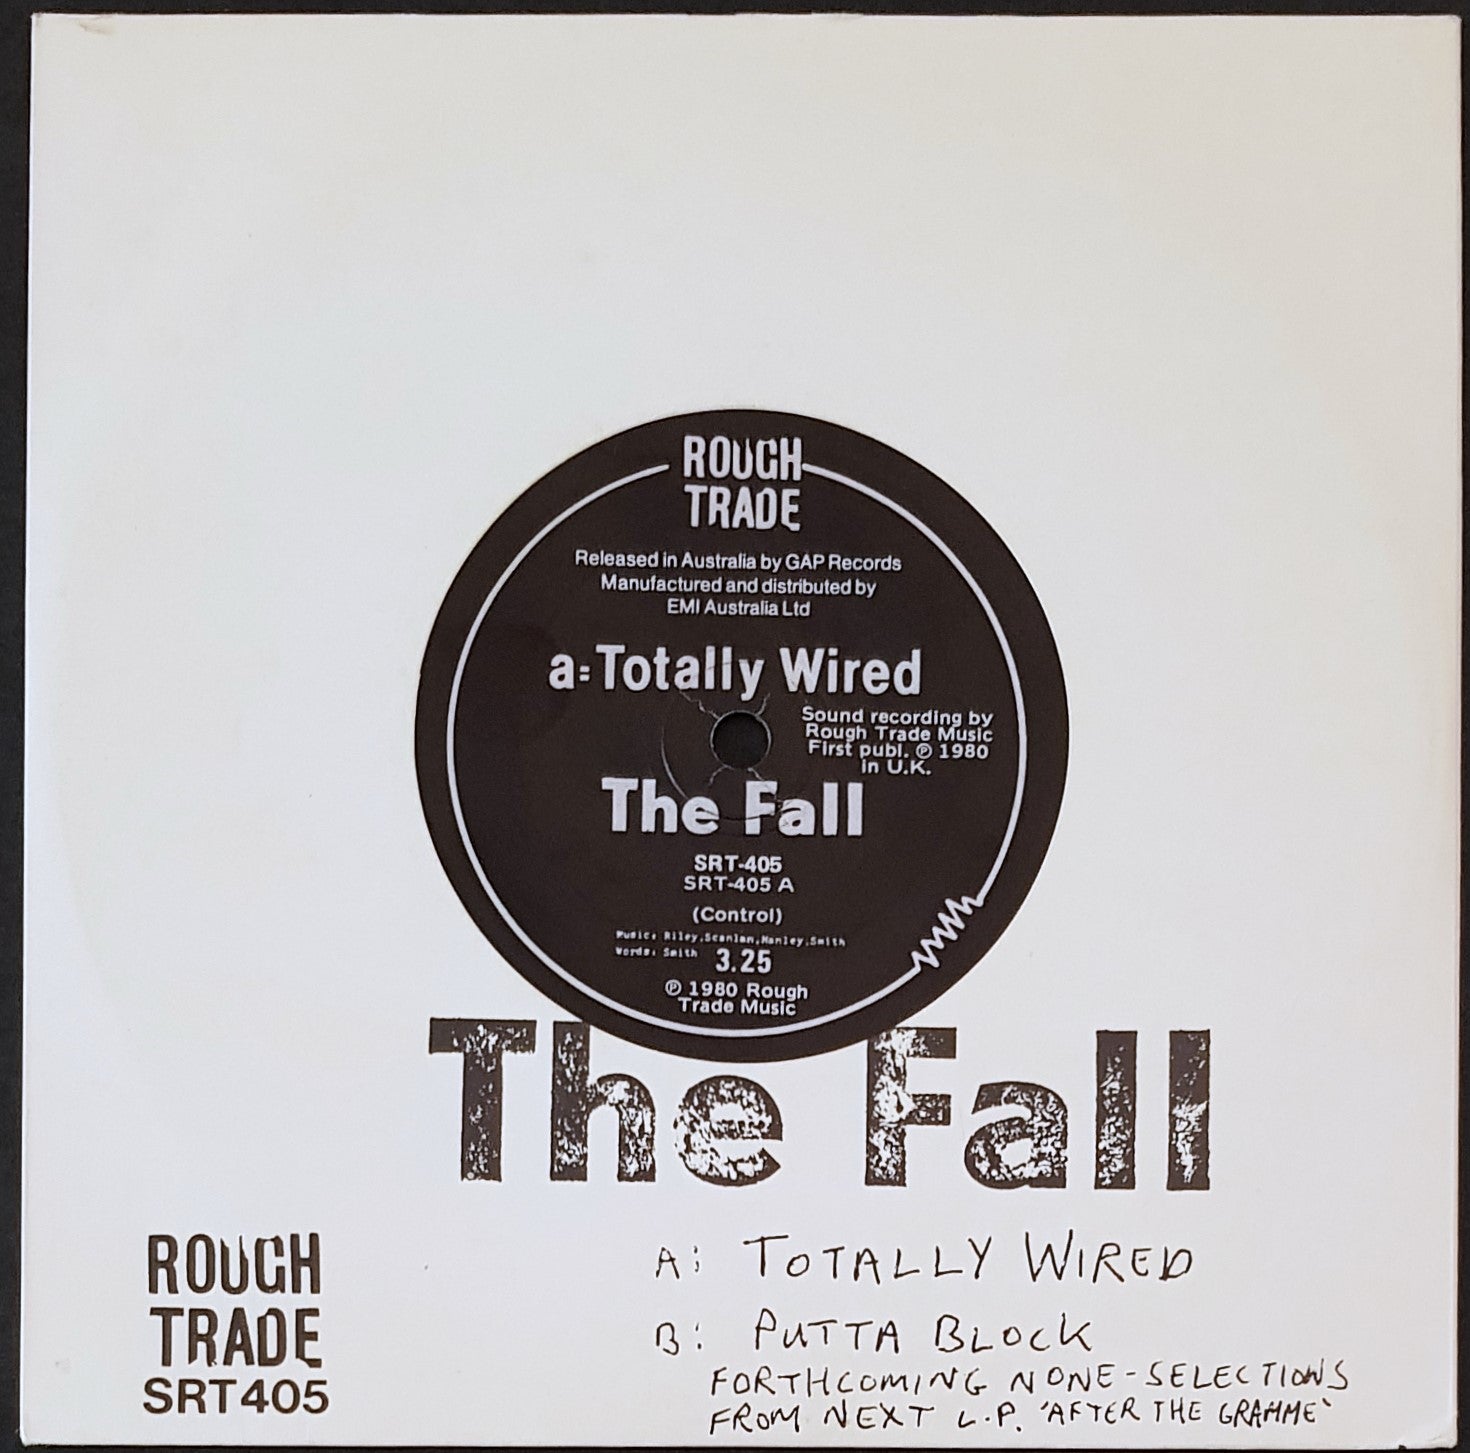 ROUGH
TRADE
Released in Australia by GAP Records
Manufactured and distributed by
EMI Australia Ltd
a:Totally Wired
Sound recording by
Rough Trade Music
First publ. ℗ 1980
in U.K.
The Fall
SRT-405
SRT-405 A
(Control)
Music: Riley,Scanlan,Hanley,Smith
Words: Smith 3.25
℗ 1980 Rough
Trade Music
The Fall
ROUGH
TRADE
SRT405
A: TOTALLY WIRED
B: PUTTA BLOCK
FORTHCOMING NONE-SELECTIONS
FROM NEXT L.P. 'AFTER THE GRAMME'